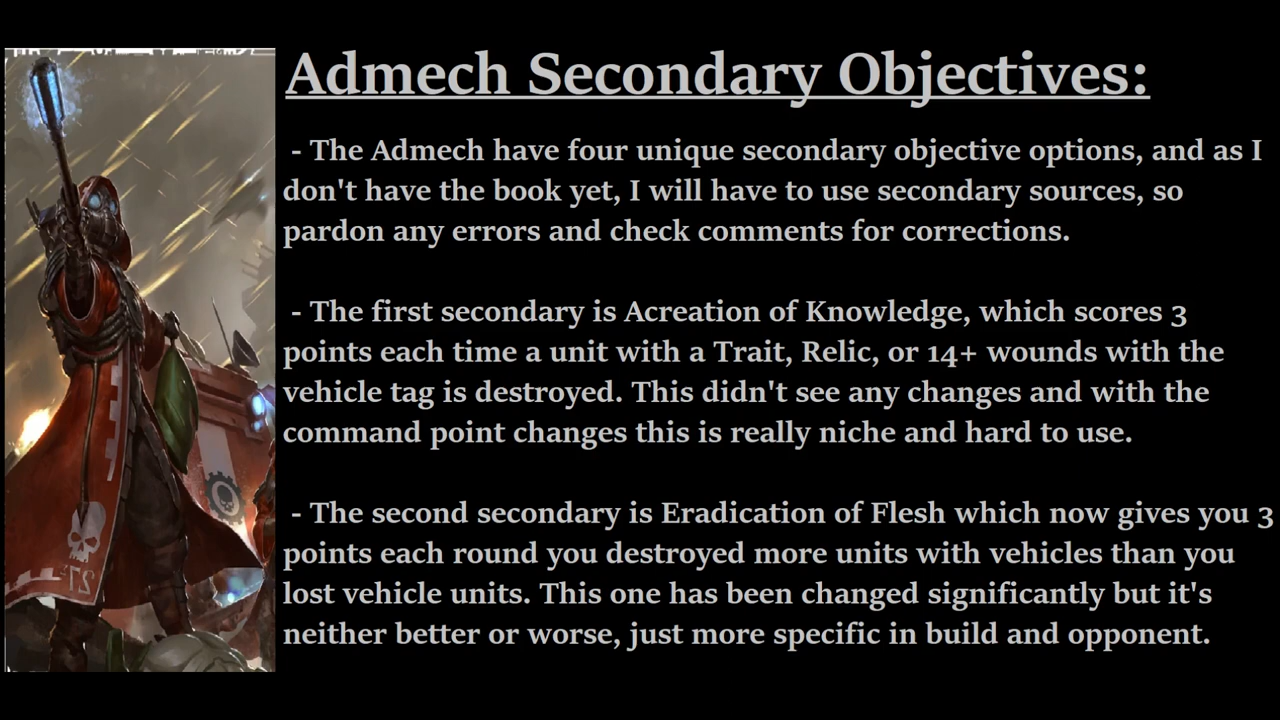 Admech Secondary Objectives:
- The Admech have four unique secondary objective options, and as I
don't have the book yet, I will have to use secondary sources, so
pardon any errors and check comments for corrections.
- The first secondary is Acreation of Knowledge, which scores 3
points each time a unit with a Trait, Relic, or 14+ wounds with the
vehicle tag is destroyed. This didn't see any changes and with the
command point changes this is really niche and hard to use.
- The second secondary is Eradication of Flesh which now gives you 3
points each round you destroyed more units with vehicles than you
lost vehicle units. This one has been changed significantly but it's
neither better or worse, just more specific in build and opponent.